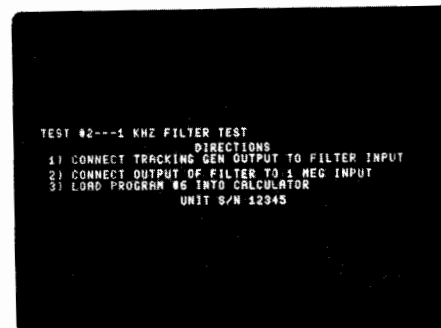 TEST #2---1 KHZ FILTER TEST
DIRECTIONS
1) CONNECT TRACKING GEN OUTPUT TO FILTER INPUT
2) CONNECT OUTPUT OF FILTER TO 1 MEG INPUT
3) LOAD PROGRAM #6 INTO CALCULATOR
UNIT S/N 12345